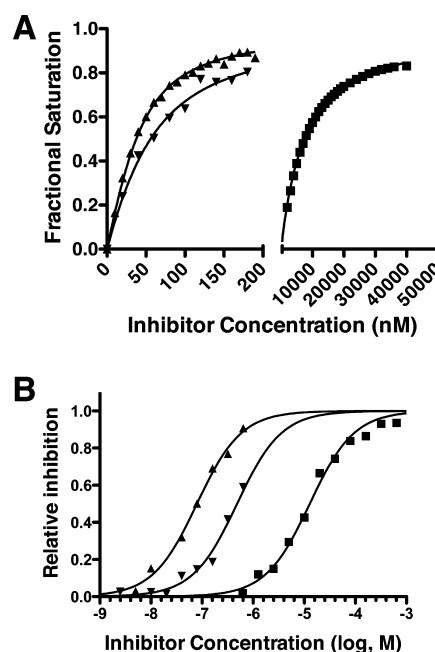 A
Fractional Saturation
1.0
0.8
0.6
0.4
0.2
0.0
0 50 100 150 200 10000 20000 30000 40000 50000
Inhibitor Concentration (nM)
B
Relative inhibition
1.0
0.8
0.6
0.4
0.2
0.0
-9 -8 -7 -6 -5 -4 -3
Inhibitor Concentration (log, M)